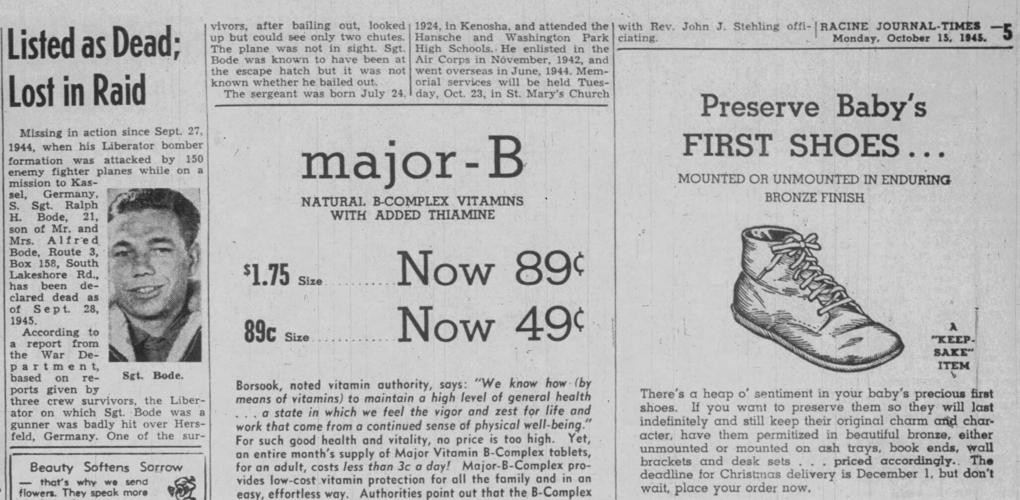 Listed as Dead;
Lost in Raid
Missing in action since Sept. 27,
1944, when his Liberator bomber
formation was attacked by 150
enemy fighter planes while on a
mission to Kas-
sel, Germany,
S. Sgt. Ralph
H. Bode, 21,
son of Mr. and
Mrs. Alfred
Bode, Route 3,
Box 158, South
Lakeshore Rd.,
has been de-
clared dead as
of Sept. 28,
1945.
According to
a report from
the War De-
partment,
based on re-
ports given by
three crew survivors, the Liber-
ator on which Sgt. Bode was a
gunner was badly hit over Hers-
feld, Germany. One of the sur-
Sgt. Bode.
vivors, after bailing out, looked
up but could see only two chutes.
The plane was not in sight. Sgt.
Bode was known to have been at
the escape hatch but it was not
known whether he bailed out.
The sergeant was born July 24,
1924, in Kenosha, and attended the
Hansche and Washington Park
High Schools. He enlisted in the
Air Corps in November, 1942, and
went overseas in June, 1944. Mem-
orial services will be held Tues-
day, Oct. 23, in St. Mary's Church
with Rev. John J. Stehling offi-
ciating.
RACINE JOURNAL-TIMES —5
Monday, October 15, 1945.
Beauty Softens Sorrow
— that's why we send
flowers. They speak more
major-B
NATURAL B-COMPLEX VITAMINS
WITH ADDED THIAMINE
$1.75 Size .......... Now 89¢
89c Size ............ Now 49¢
Borsook, noted vitamin authority, says: "We know how (by
means of vitamins) to maintain a high level of general health
. . . a state in which we feel the vigor and zest for life and
work that come from a continued sense of physical well-being."
For such good health and vitality, no price is too high. Yet,
an entire month's supply of Major Vitamin B-Complex tablets,
for an adult, costs less than 3c a day! Major-B-Complex pro-
vides low-cost vitamin protection for all the family and in an
easy, effortless way. Authorities point out that the B-Complex
Preserve Baby's
FIRST SHOES...
MOUNTED OR UNMOUNTED IN ENDURING
BRONZE FINISH
A
"KEEP-
SAKE"
ITEM
There's a heap o' sentiment in your baby's precious first
shoes. If you want to preserve them so they will last
indefinitely and still keep their original charm and char-
acter, have them permitized in beautiful bronze, either
unmounted or mounted on ash trays, book ends, wall
brackets and desk sets . . . priced accordingly. The
deadline for Christmas delivery is December 1, but don't
wait, place your order now.